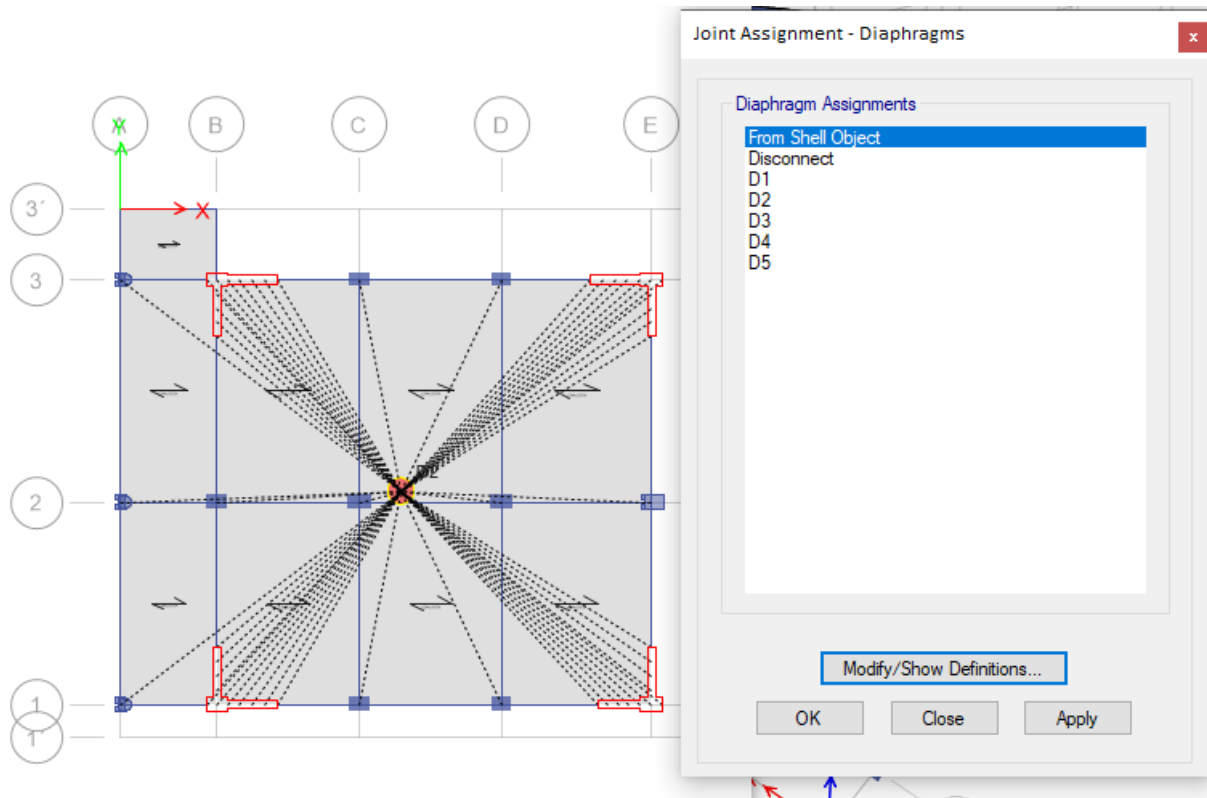 Joint Assignment - Diaphragms
x
Diaphragm Assignments
From Shell Object
Disconnect
D1
D2
D3
D4
D5
Modify/Show Definitions...
OK
Close
Apply
A
B
C
D
E
Y
X
3´
3
2
1
1´
D2